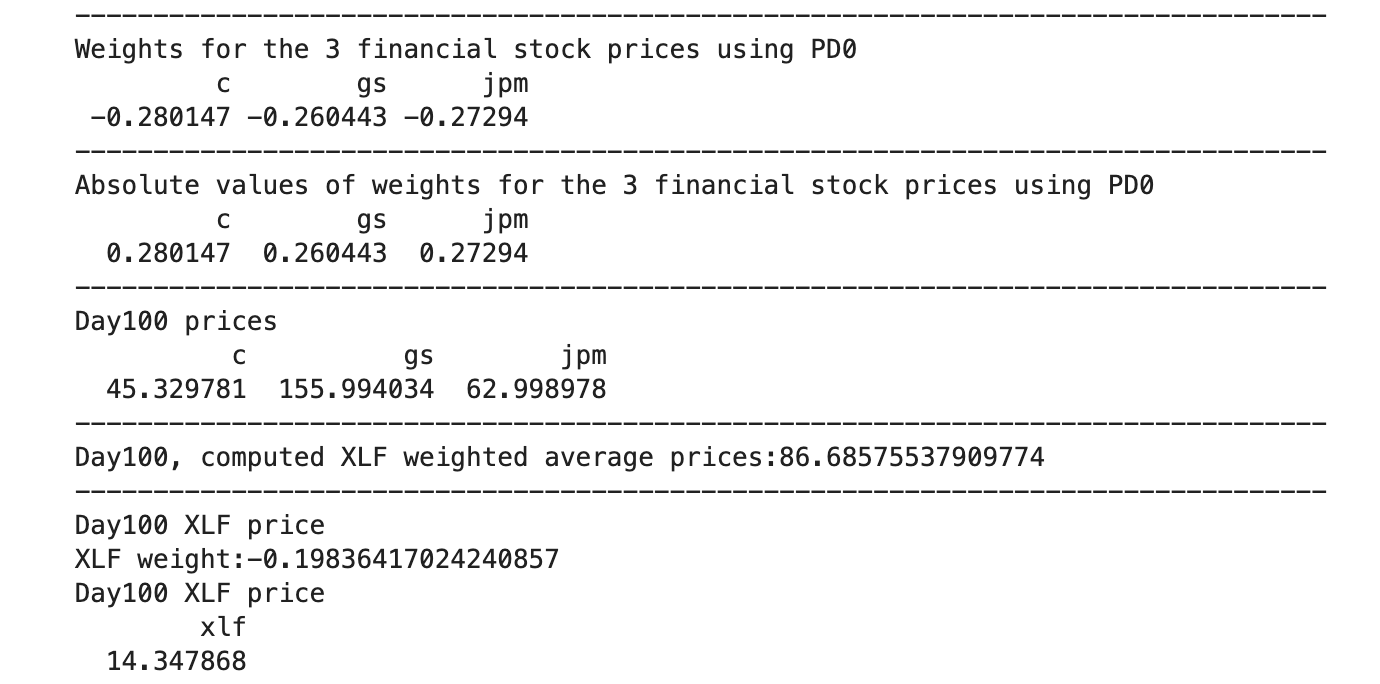 Weights for the 3 financial stock prices using PD0
c gs jpm
-0.280147 -0.260443 -0.27294
Absolute values of weights for the 3 financial stock prices using PD0
c gs jpm
0.280147 0.260443 0.27294
Day100 prices
c gs jpm
45.329781 155.994034 62.998978
Day100, computed XLF weighted average prices:86.68575537909774
Day100 XLF price
XLF weight:-0.19836417024240857
Day100 XLF price
xlf
14.347868